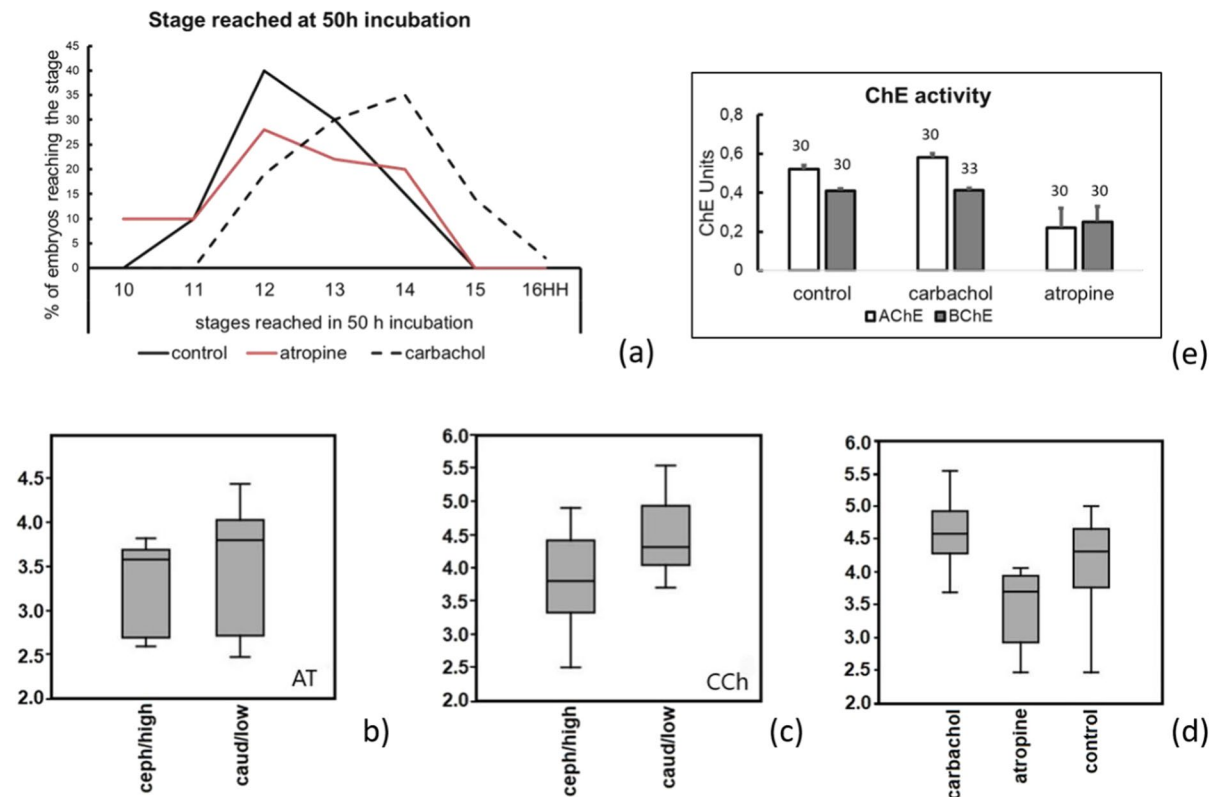 Stage reached at 50h incubation
% of embryos reaching the stage
45
40
35
30
25
20
15
10
5
0
10 11 12 13 14 15 16HH
stages reached in 50 h incubation
control atropine carbachol
(a)
ChE activity
ChE Units
0,8
0,6
0,4
0,2
0
30 30 30 33 30 30
control carbachol atropine
AChE BChE
(e)
4.5
4.0
3.5
3.0
2.5
2.0
AT
ceph/high caud/low
b)
6.0
5.5
5.0
4.5
4.0
3.5
3.0
2.5
2.0
CCh
ceph/high caud/low
(c)
6.0
5.5
5.0
4.5
4.0
3.5
3.0
2.5
2.0
carbachol atropine control
(d)